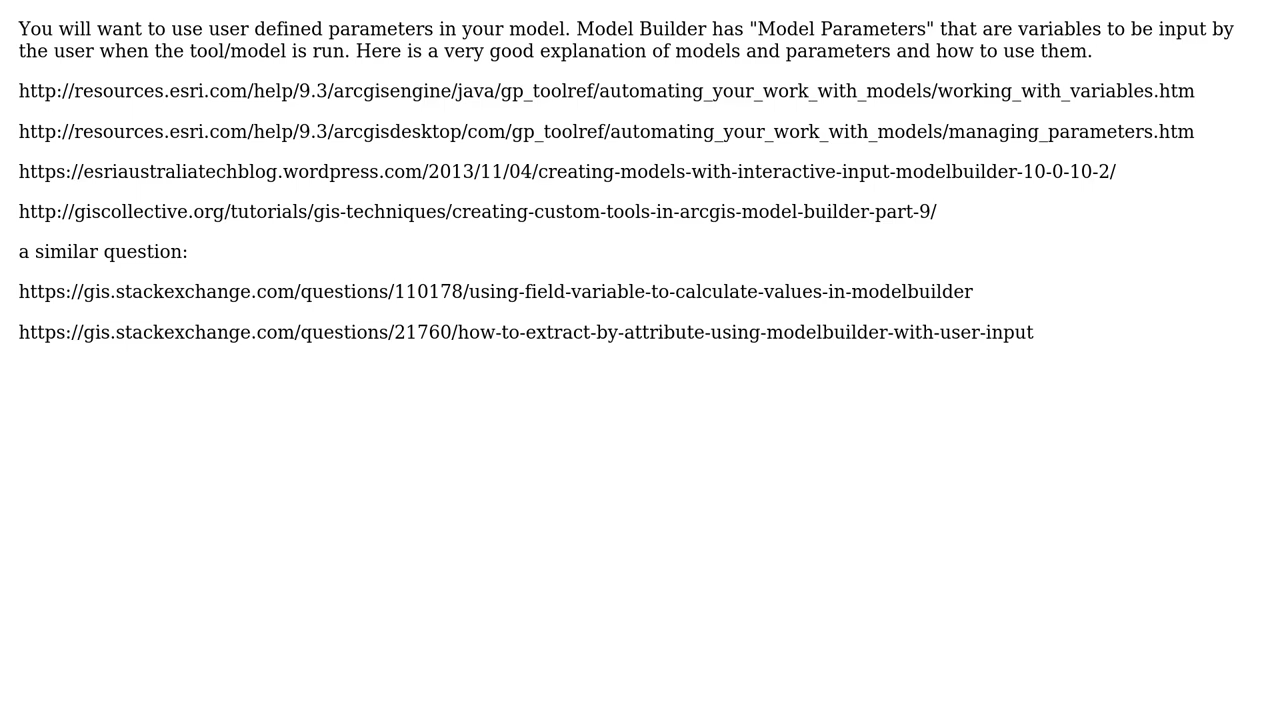 You will want to use user defined parameters in your model. Model Builder has "Model Parameters" that are variables to be input by
the user when the tool/model is run. Here is a very good explanation of models and parameters and how to use them.
http://resources.esri.com/help/9.3/arcgisengine/java/gp_toolref/automating_your_work_with_models/working_with_variables.htm
http://resources.esri.com/help/9.3/arcgisdesktop/com/gp_toolref/automating_your_work_with_models/managing_parameters.htm
https://esriaustraliatechblog.wordpress.com/2013/11/04/creating-models-with-interactive-input-modelbuilder-10-0-10-2/
http://giscollective.org/tutorials/gis-techniques/creating-custom-tools-in-arcgis-model-builder-part-9/
a similar question:
https://gis.stackexchange.com/questions/110178/using-field-variable-to-calculate-values-in-modelbuilder
https://gis.stackexchange.com/questions/21760/how-to-extract-by-attribute-using-modelbuilder-with-user-input